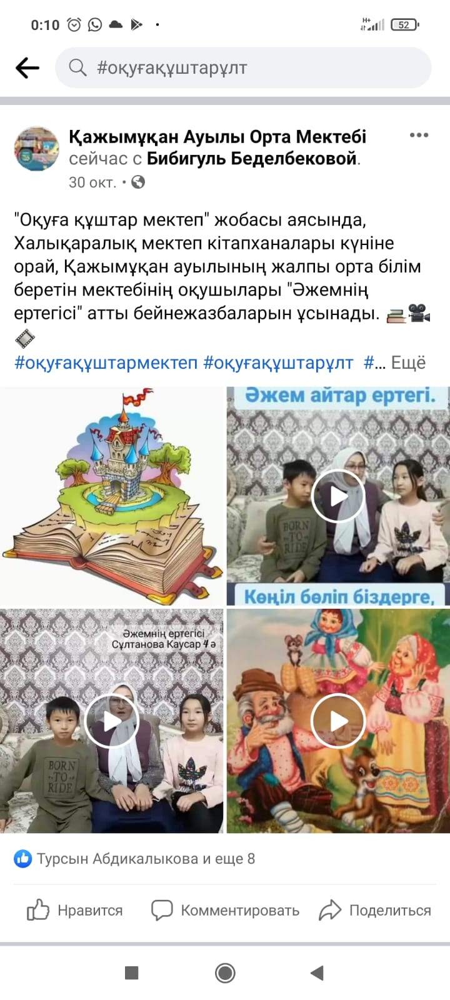 0:10
H+
52
#оқуғақұштарұлт
Қажымұқан Ауылы Орта Мектебі
сейчас с Бибигуль Беделбековой.
30 окт. •
"Оқуға құштар мектеп" жобасы аясында,
Халықаралық мектеп кітапханалары күніне
орай, Қажымұқан ауылының жалпы орта білім
беретін мектебінің оқушылары "Әжемнің
ертегісі" атты бейнежазбаларын ұсынады. 📚🎥
🎞
#оқуғақұштармектеп #оқуғақұштарұлт #... Ещё
Әжем айтар ертегі.
BORN
TO
RIDE
Көңіл бөліп біздерге,
Әжемнің ертегісі
Сұлтанова Каусар 4 ә
BORN
TO
RIDE
Турсын Абдикалыкова и еще 8
Нравится
Комментировать
Поделиться